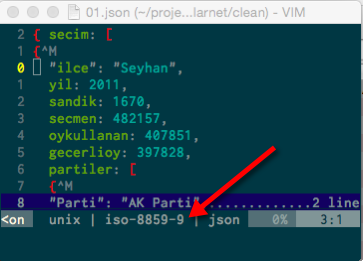 01.json (~/proje...larnet/clean) - VIM
2 { secim: [
1 {^M
0 "ilce": "Seyhan",
1 yil: 2011,
2 sandik: 1670,
3 secmen: 482157,
4 oykullanan: 407851,
5 gecerlioy: 397828,
6 partiler: [
7 {^M
8 "Parti": "AK Parti".............2 line
<on unix | iso-8859-9 | json 0% 3:1